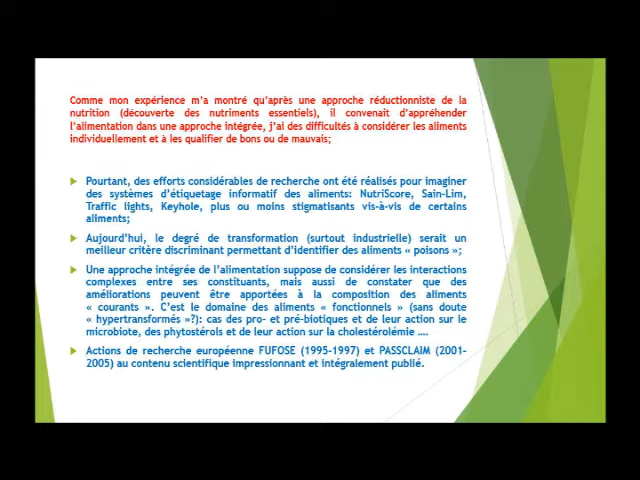 Comme mon expérience m'a montré qu'après une approche réductionniste de la
nutrition (découverte des nutriments essentiels), il convenait d'appréhender
l'alimentation dans une approche intégrée, j'ai des difficultés à considérer les aliments
individuellement et à les qualifier de bons ou de mauvais;
Pourtant, des efforts considérables de recherche ont été réalisés pour imaginer
des systèmes d'étiquetage informatif des aliments: NutriScore, Sain-Lim,
Traffic lights, Keyhole, plus ou moins stigmatisants vis-à-vis de certains
aliments;
Aujourd'hui, le degré de transformation (surtout industrielle) serait un
meilleur critère discriminant permettant d'identifier des aliments « poisons »;
Une approche intégrée de l'alimentation suppose de considérer les interactions
complexes entre ses constituants, mais aussi de constater que des
améliorations peuvent être apportées à la composition des aliments
« courants ». C'est le domaine des aliments « fonctionnels » (sans doute
« hypertransformés »?): cas des pro- et pré-biotiques et de leur action sur le
microbiote, des phytostérols et de leur action sur la cholestérolémie ….
Actions de recherche européenne FUFOSE (1995-1997) et PASSCLAIM (2001-
2005) au contenu scientifique impressionnant et intégralement publié.